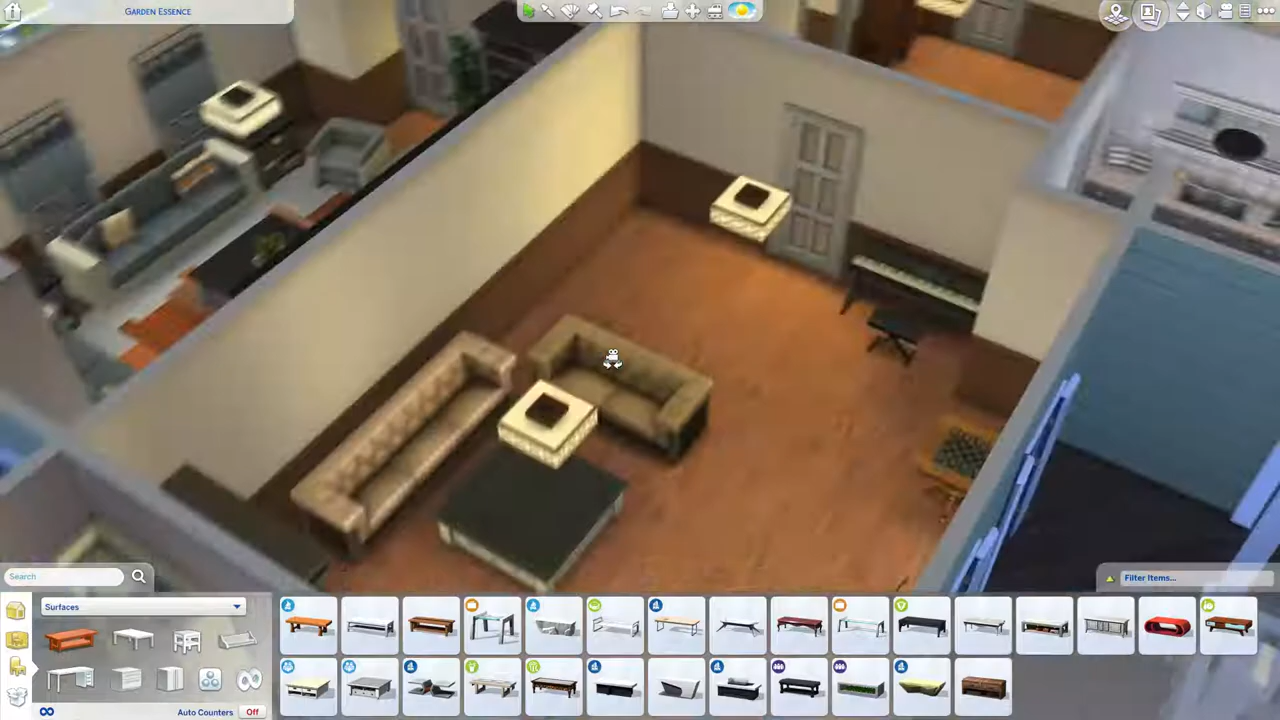 Garden Essence
Search
Filter Items...
Surfaces
Auto Counters
Off